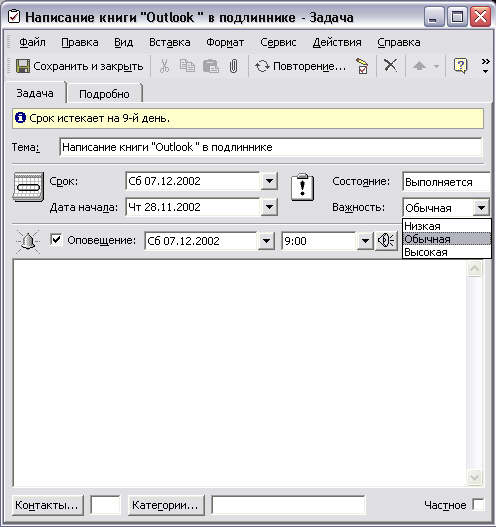 Написание книги "Outlook " в подлиннике - Задача
Файл Правка Вид Вставка Формат Сервис Действия Справка
Сохранить и закрыть Повторение...
Задача Подробно
Срок истекает на 9-й день.
Тема: Написание книги "Outlook " в подлиннике
Срок: Сб 07.12.2002 Состояние: Выполняется
Дата начала: Чт 28.11.2002 Важность: Обычная
Низкая
Оповещение: Сб 07.12.2002 9:00 Обычная
Высокая
Контакты... Категории... Частное